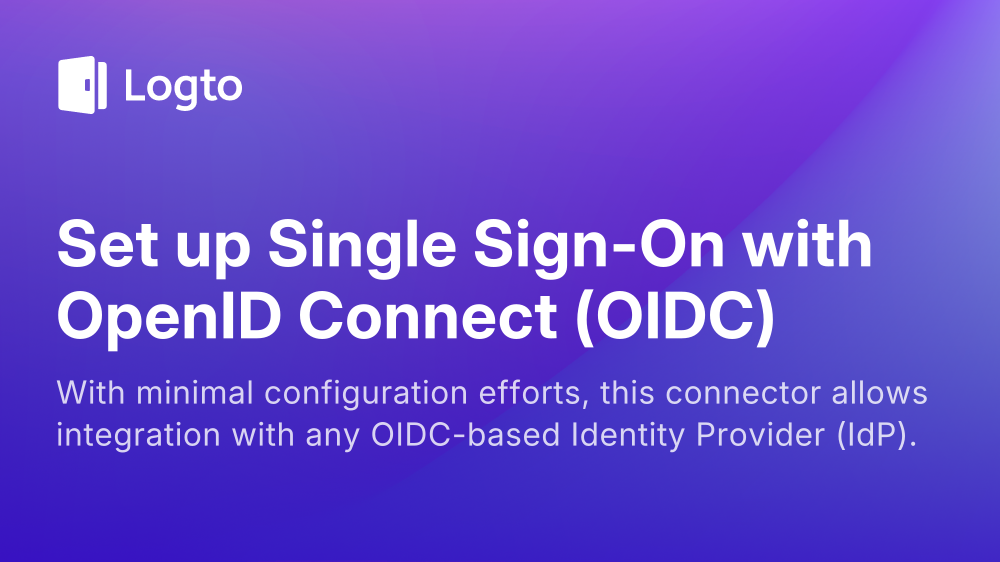 Logto
Set up Single Sign-On with
OpenID Connect (OIDC)
With minimal configuration efforts, this connector allows
integration with any OIDC-based Identity Provider (IdP).